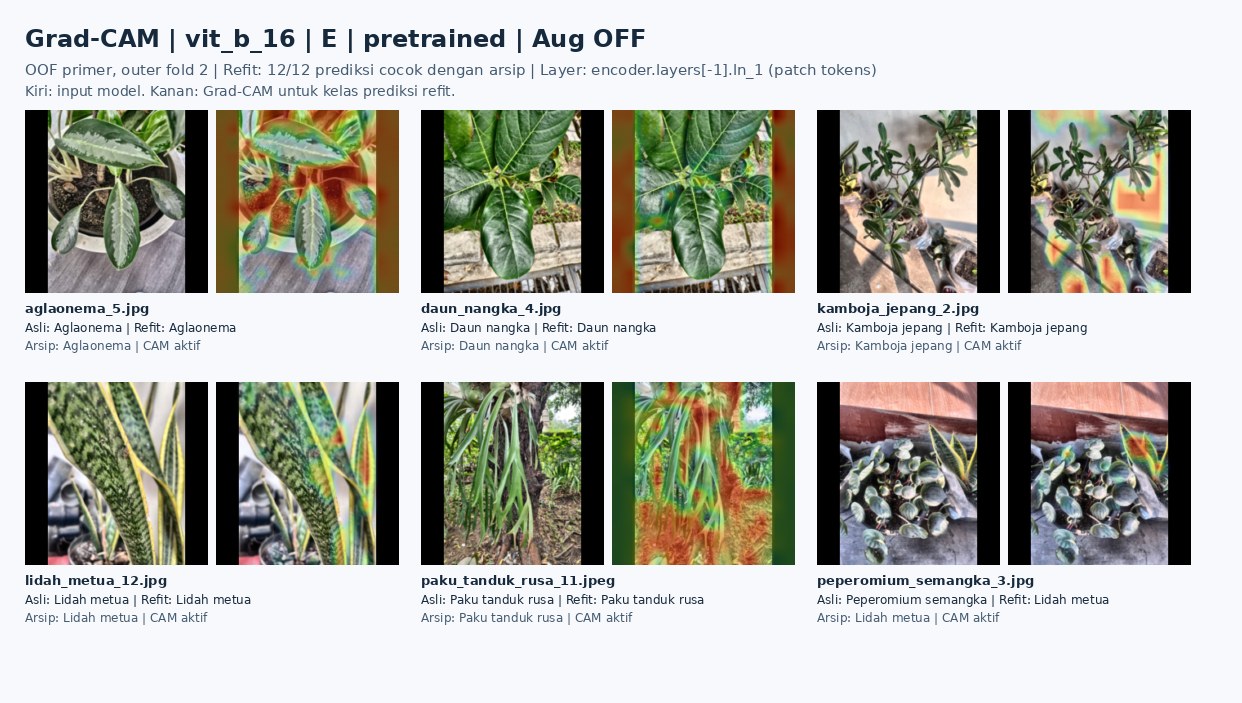 Grad-CAM | vit_b_16 | E | pretrained | Aug OFF
OOF primer, outer fold 2 | Refit: 12/12 prediksi cocok dengan arsip | Layer: encoder.layers[-1].ln_1 (patch tokens)
Kiri: input model. Kanan: Grad-CAM untuk kelas prediksi refit.
aglaonema_5.jpg
Asli: Aglaonema | Refit: Aglaonema
Arsip: Aglaonema | CAM aktif
daun_nangka_4.jpg
Asli: Daun nangka | Refit: Daun nangka
Arsip: Daun nangka | CAM aktif
kamboja_jepang_2.jpg
Asli: Kamboja jepang | Refit: Kamboja jepang
Arsip: Kamboja jepang | CAM aktif
lidah_metua_12.jpg
Asli: Lidah metua | Refit: Lidah metua
Arsip: Lidah metua | CAM aktif
paku_tanduk_rusa_11.jpeg
Asli: Paku tanduk rusa | Refit: Paku tanduk rusa
Arsip: Paku tanduk rusa | CAM aktif
peperomium_semangka_3.jpg
Asli: Peperomium semangka | Refit: Lidah metua
Arsip: Lidah metua | CAM aktif